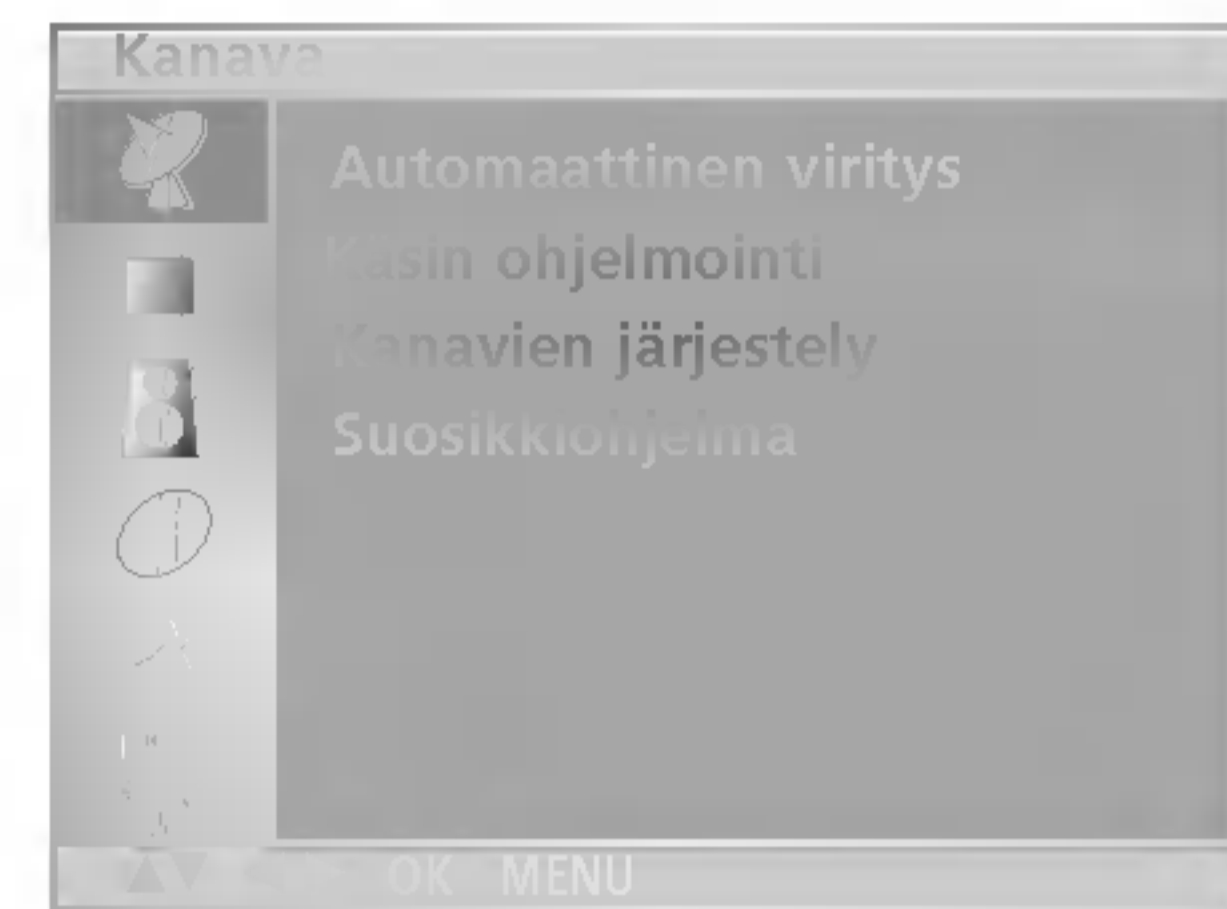 Kanava
Automaattinen viritys
Käsin ohjelmointi
Kanavien järjestely
Suosikkiohjelma
OK MENU